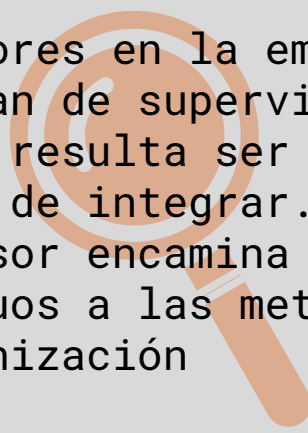 ores en la em
an de supervi
resulta ser
de integrar.
sor encamina
uos a las met
nización